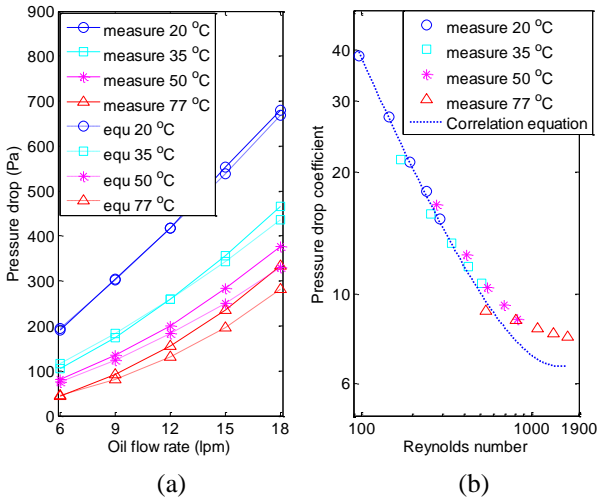 900
800
700
600
500
400
300
200
100
0
Pressure drop (Pa)
measure 20 °C
measure 35 °C
measure 50 °C
measure 77 °C
equ 20 °C
equ 35 °C
equ 50 °C
equ 77 °C
6 9 12 15 18
Oil flow rate (lpm)
(a)
40
30
20
10
6
Pressure drop coefficient
measure 20 °C
measure 35 °C
measure 50 °C
measure 77 °C
Correlation equation
100 1000 1900
Reynolds number
(b)